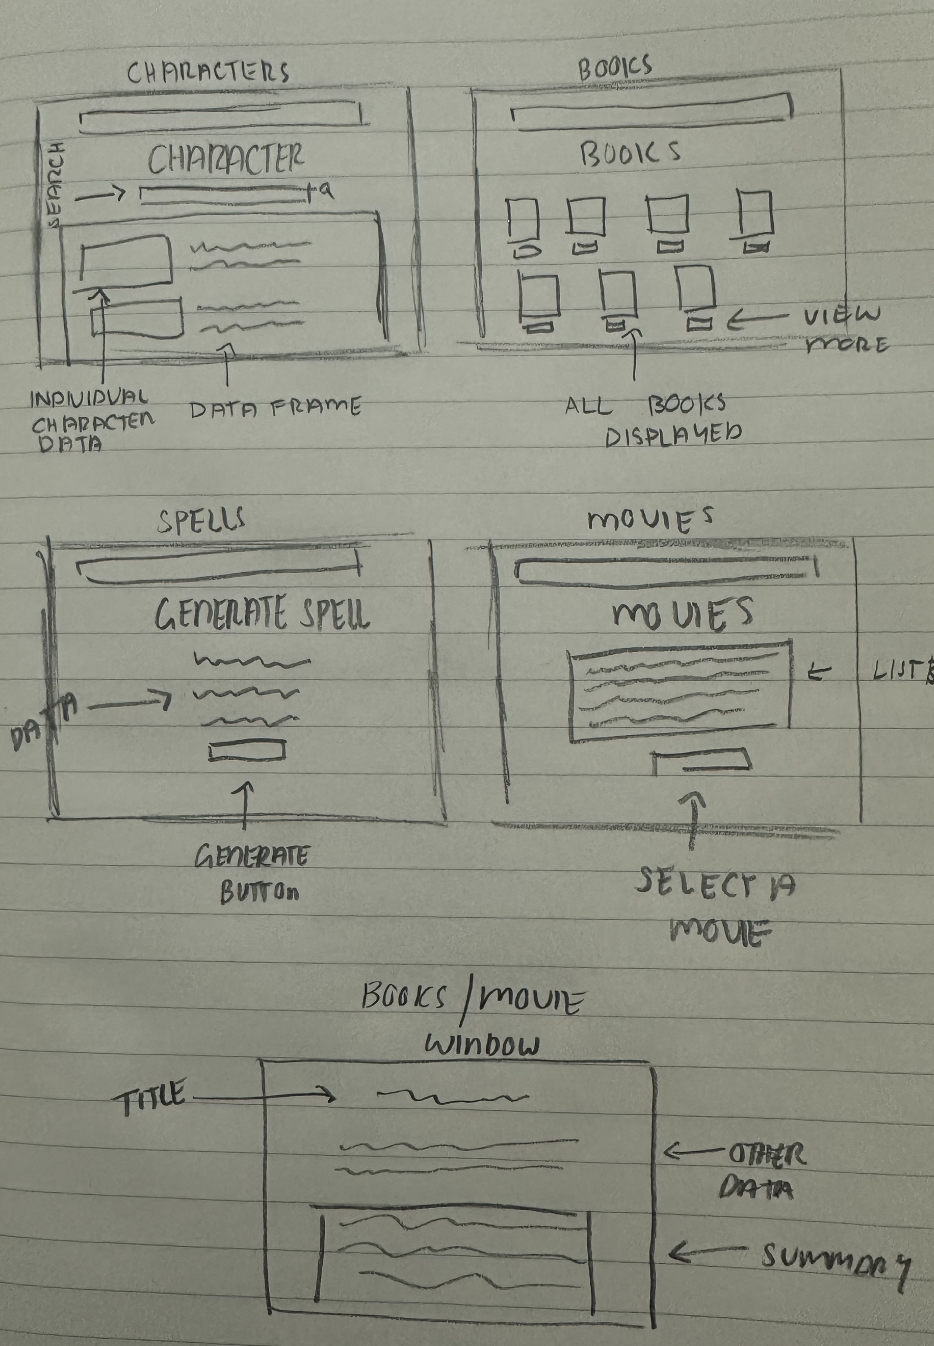 CHARACTERS
SEARCH
CHARACTER
INDIVIDUAL
CHARACTER
DATA
DATA FRAME
BOOKS
BOOKS
VIEW
MORE
ALL BOOKS
DISPLAYED
SPELLS
GENERATE SPELL
DATA
GENERATE
BUTTON
MOVIES
MOVIES
LIST
SELECT A
MOVIE
BOOKS/MOVIE
WINDOW
TITLE
OTHER
DATA
SUMMARY